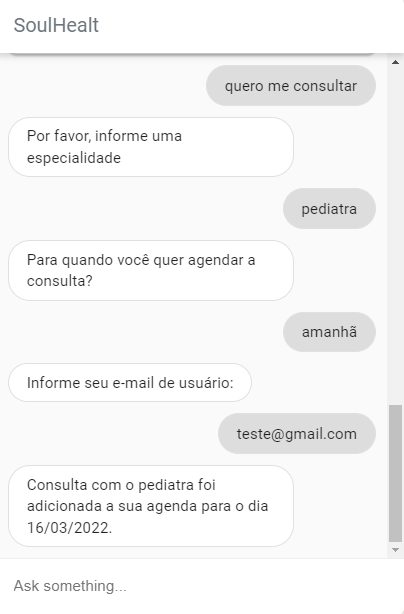 SoulHealt
quero me consultar
Por favor, informe uma
especialidade
pediatra
Para quando você quer agendar a
consulta?
amanhã
Informe seu e-mail de usuário:
teste@gmail.com
Consulta com o pediatra foi
adicionada a sua agenda para o dia
16/03/2022.
Ask something...